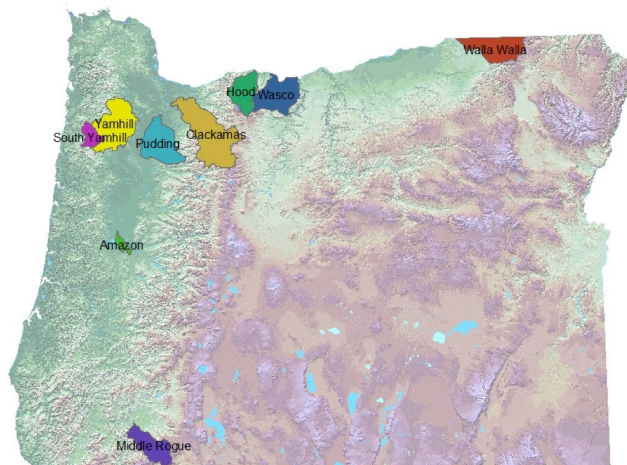 Walla Walla
Hood
Wasco
Yamhill
South Yamhill
Pudding
Clackamas
Amazon
Middle Rogue